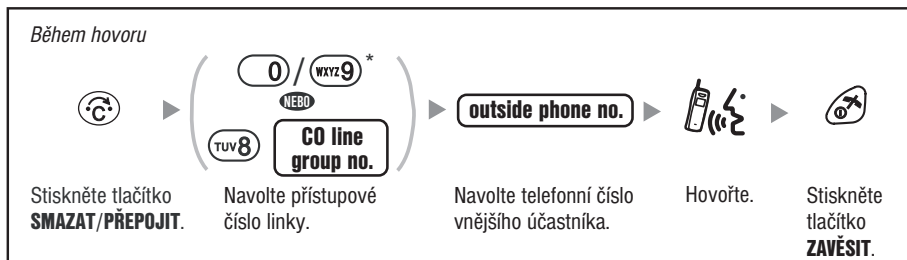 Během hovoru
C
0 / WXYZ9 *
NEBO
TUV8 CO line
group no.
outside phone no.
Stiskněte tlačítko
SMAZAT/PŘEPOJIT.
Navolte přístupové
číslo linky.
Navolte telefonní číslo
vnějšího účastníka.
Hovořte.
Stiskněte
tlačítko
ZAVĚSIT.